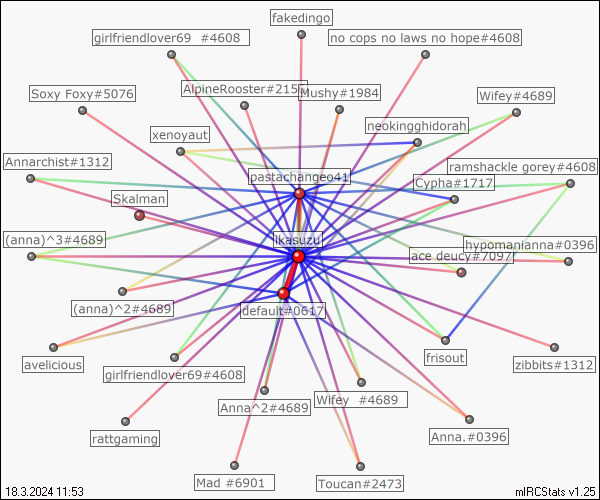 fakedingo
girlfriendlover69  #4608
no cops no laws no hope#4608
Soxy Foxy#5076
AlpineRooster#215
Mushy#1984
Wifey#4689
neokingghidorah
xenoyaut
Annarchist#1312
pastachangeo41
ramshackle gorey#4608
Cypha#1717
Skalman
(anna)^3#4689
ikasuzu
hypomanianna#0396
ace deucy#7097
(anna)^2#4689
default#0617
avelicious
frisout
zibbits#1312
girlfriendlover69#4608
Anna^2#4689
Wifey  #4689
rattgaming
Anna.#0396
Mad #6901
Toucan#2473
18.3.2024 11:53
mIRCStats v1.25